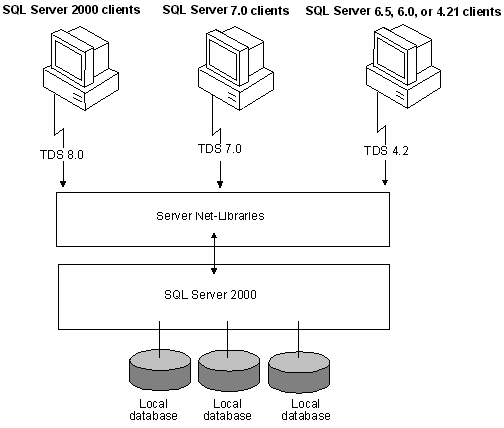 SQL Server 2000 clients
SQL Server 7.0 clients
SQL Server 6.5, 6.0, or 4.21 clients
TDS 8.0
TDS 7.0
TDS 4.2
Server Net-Libraries
SQL Server 2000
Local
database
Local
database
Local
database